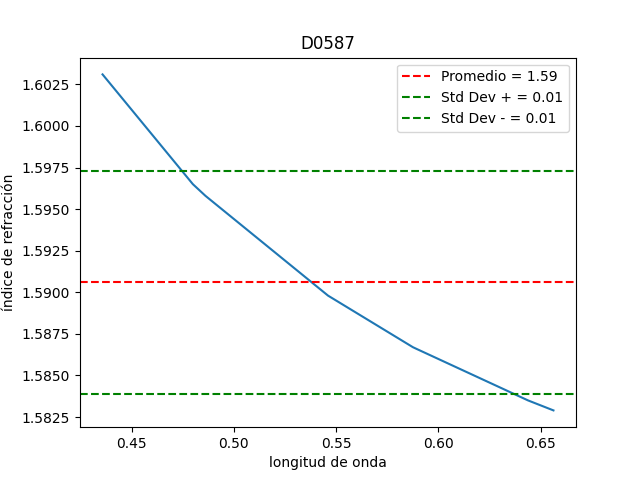 D0587
Promedio = 1.59
Std Dev + = 0.01
Std Dev - = 0.01
1.6025
1.6000
1.5975
1.5950
1.5925
1.5900
1.5875
1.5850
1.5825
índice de refracción
0.45 0.50 0.55 0.60 0.65
longitud de onda